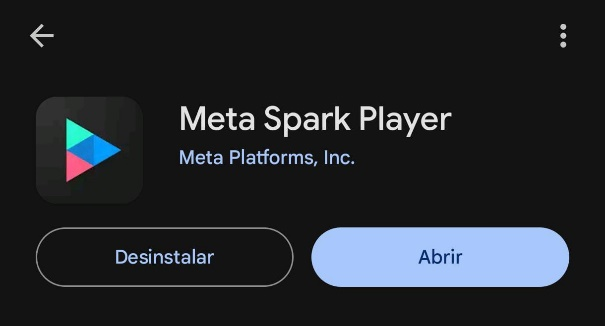 Meta Spark Player
Meta Platforms, Inc.
Desinstalar
Abrir